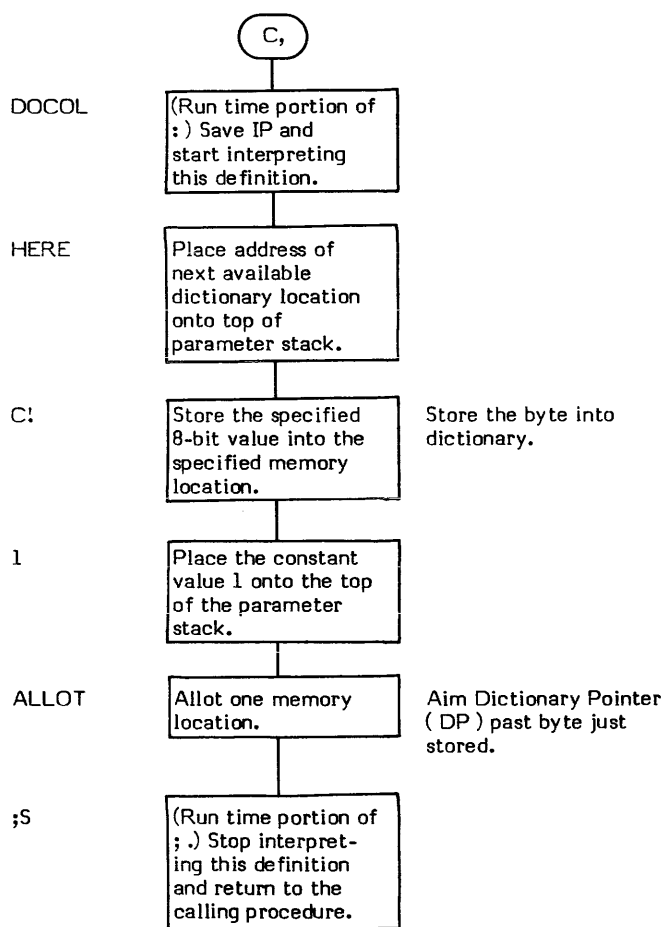 C,
DOCOL
(Run time portion of
: ) Save IP and
start interpreting
this definition.
HERE
Place address of
next available
dictionary location
onto top of
parameter stack.
C!
Store the specified
8-bit value into the
specified memory
location.
Store the byte into
dictionary.
1
Place the constant
value 1 onto the top
of the parameter
stack.
ALLOT
Allot one memory
location.
Aim Dictionary Pointer
( DP ) past byte just
stored.
;S
(Run time portion of
; .) Stop interpret-
ing this definition
and return to the
calling procedure.